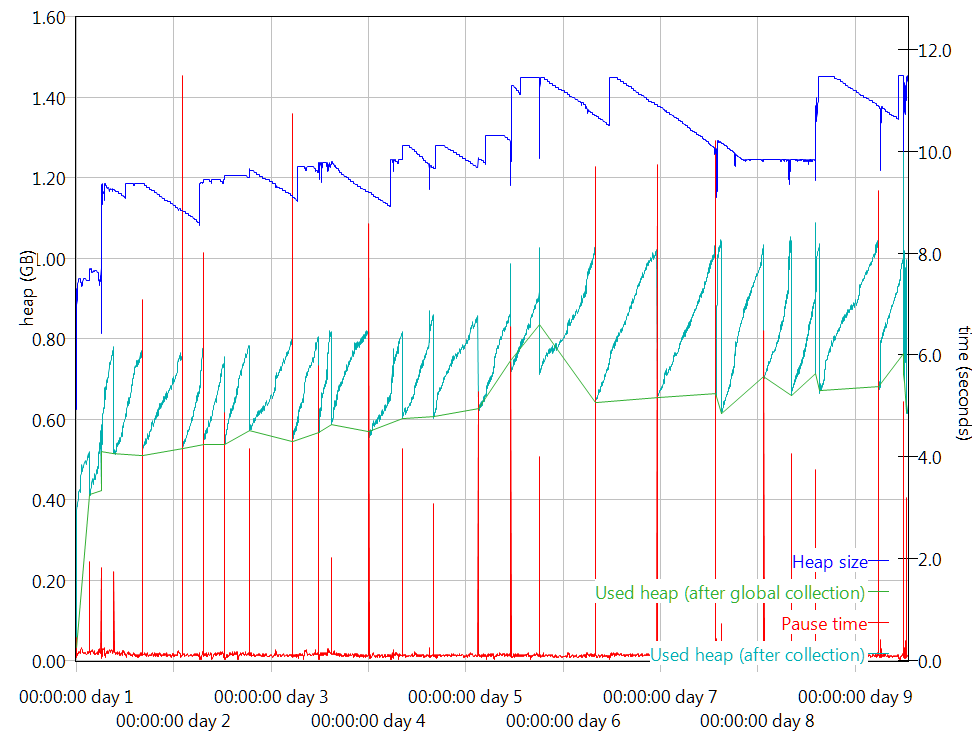 1.60
1.40
1.20
1.00
0.80
0.60
0.40
0.20
0.00
heap (GB)
12.0
10.0
8.0
6.0
4.0
2.0
0.0
time (seconds)
Heap size
Used heap (after global collection)
Pause time
Used heap (after collection)
00:00:00 day 1
00:00:00 day 2
00:00:00 day 3
00:00:00 day 4
00:00:00 day 5
00:00:00 day 6
00:00:00 day 7
00:00:00 day 8
00:00:00 day 9